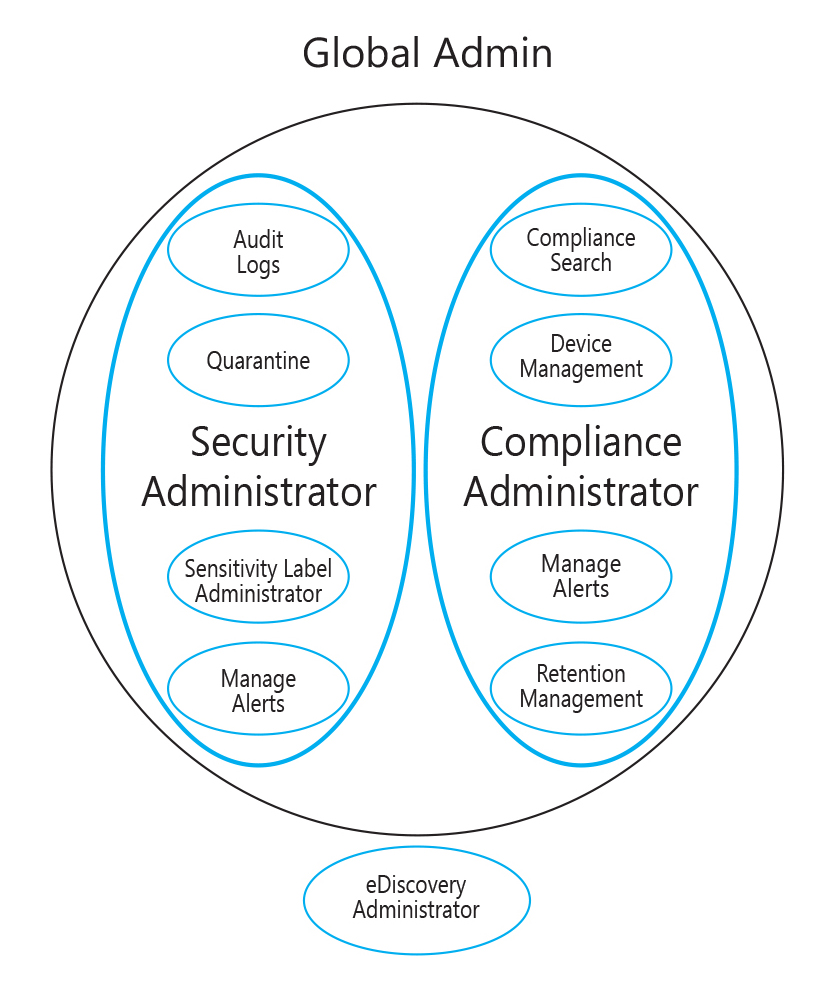 Global Admin
Audit
Logs
Quarantine
Security
Administrator
Sensitivity Label
Administrator
Manage
Alerts
Compliance
Search
Device
Management
Compliance
Administrator
Manage
Alerts
Retention
Management
eDiscovery
Administrator